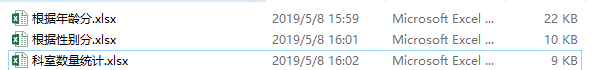 根据年龄分.xlsx 2019/5/8 15:59 Microsoft Excel ... 22 KB
根据性别分.xlsx 2019/5/8 16:01 Microsoft Excel ... 10 KB
科室数量统计.xlsx 2019/5/8 16:02 Microsoft Excel ... 9 KB